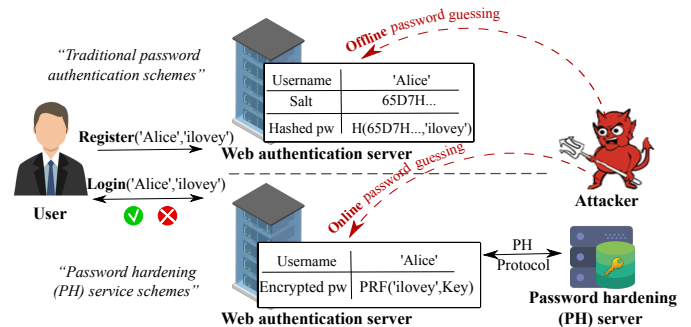 “Traditional password
authentication schemes”
Offline password guessing
Username 'Alice'
Salt 65D7H...
Hashed pw H(65D7H...,'ilovey')
Register('Alice','ilovey')
Web authentication server
Login('Alice','ilovey')
User
Attacker
Online password guessing
“Password hardening
(PH) service schemes”
Username 'Alice'
Encrypted pw PRF('ilovey',Key)
PH
Protocol
Web authentication server
Password hardening
(PH) server